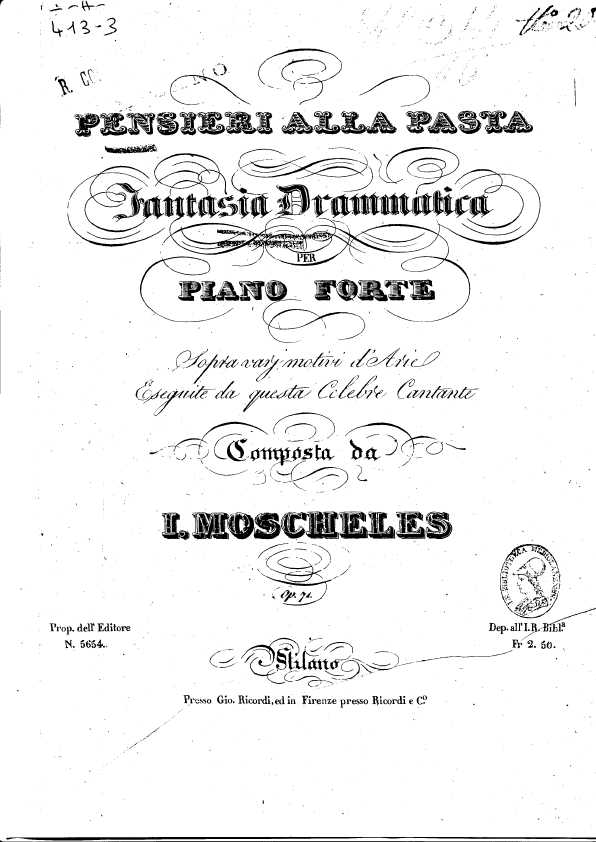 413-3
PENSIERI ALLA PASTA
Fantasia Drammatica
PER
PIANO FORTE
Sopra varj motivi d'Arie
Eseguite da questa Celebre Cantante
Composta da
I. MOSCHELES
Op. 71.
Prop. dell' Editore
N. 5654.
Dep. all' I. R. Bibl.a
Fr 2. 50.
Milano
Presso Gio. Ricordi, ed in Firenze presso Ricordi e C.o